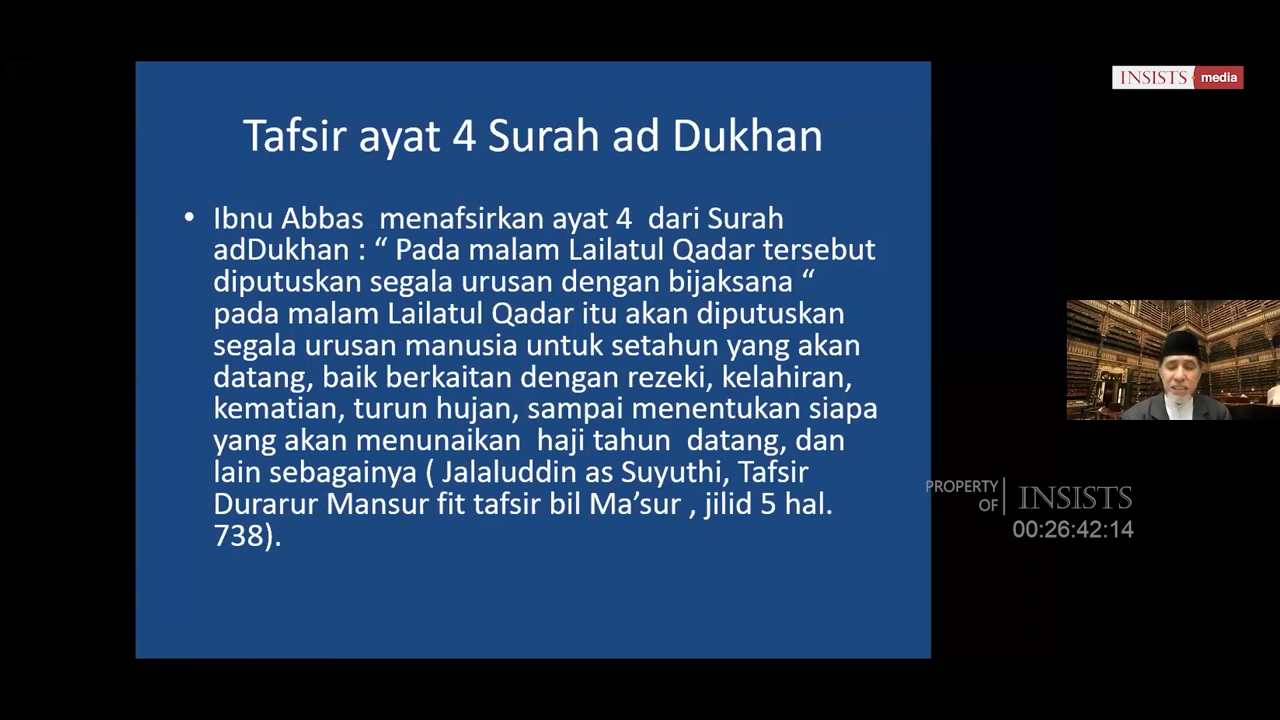 INSISTS media
Tafsir ayat 4 Surah ad Dukhan
• Ibnu Abbas menafsirkan ayat 4 dari Surah
adDukhan : “ Pada malam Lailatul Qadar tersebut
diputuskan segala urusan dengan bijaksana “
pada malam Lailatul Qadar itu akan diputuskan
segala urusan manusia untuk setahun yang akan
datang, baik berkaitan dengan rezeki, kelahiran,
kematian, turun hujan, sampai menentukan siapa
yang akan menunaikan haji tahun datang, dan
lain sebagainya ( Jalaluddin as Suyuthi, Tafsir
Durarur Mansur fit tafsir bil Ma’sur , jilid 5 hal.
738).
PROPERTY
OF
INSISTS
00:26:42:14